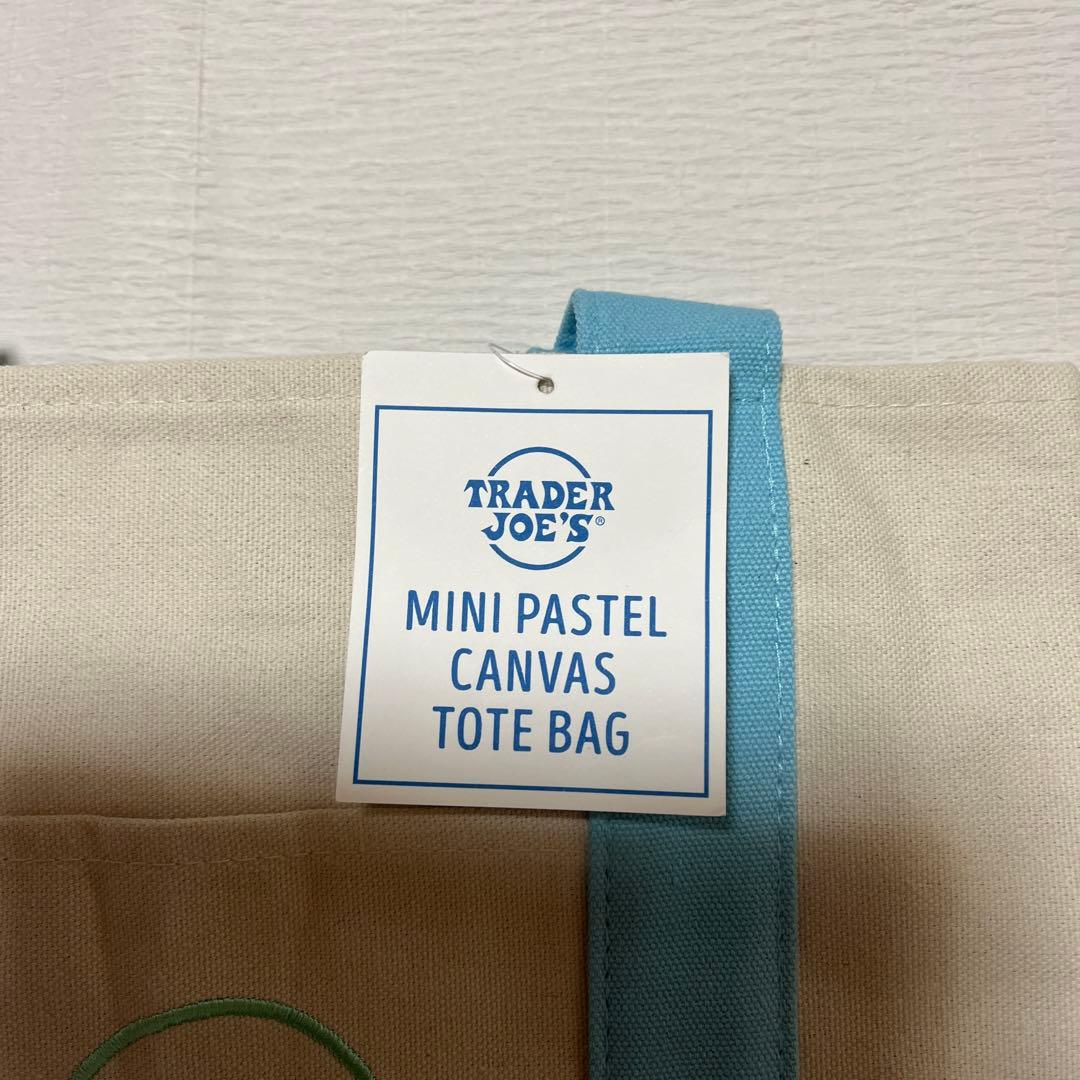 TRADER
JOE'S®
MINI PASTEL
CANVAS
TOTE BAG